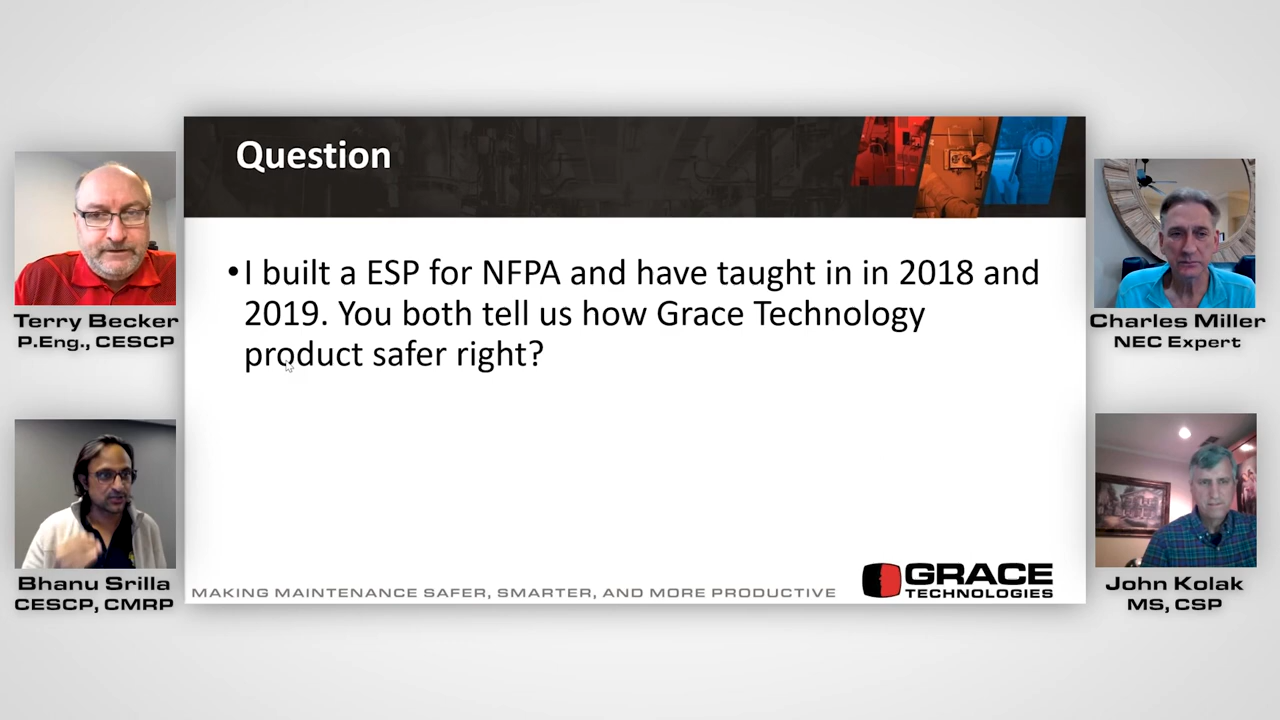 Question
•I built a ESP for NFPA and have taught in in 2018 and
2019. You both tell us how Grace Technology
product safer right?
MAKING MAINTENANCE SAFER, SMARTER, AND MORE PRODUCTIVE
GRACE
TECHNOLOGIES
Terry Becker
P.Eng., CESCP
Bhanu Srilla
CESCP, CMRP
Charles Miller
NEC Expert
John Kolak
MS, CSP